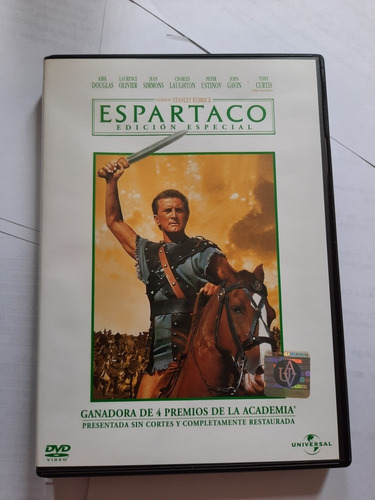 KIRK LAURENCE JEAN CHARLES PETER JOHN TONY
DOUGLAS OLIVIER SIMMONS LAUGHTON USTINOV GAVIN CURTIS
STANLEY KUBRICK
ESPARTACO
EDICIÓN ESPECIAL
GANADORA DE 4 PREMIOS DE LA ACADEMIA®
PRESENTADA SIN CORTES Y COMPLETAMENTE RESTAURADA
DVD
VIDEO
UNIVERSAL